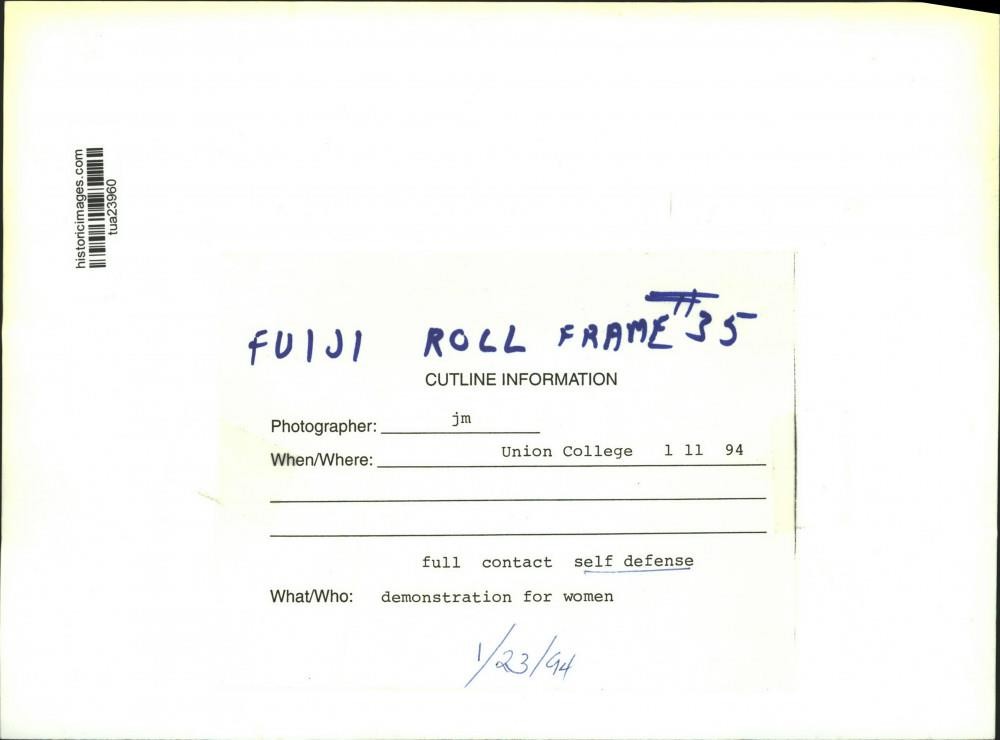 historicimages.com
tua23960
FUIJI ROLL FRAME #35
CUTLINE INFORMATION
Photographer: jm
When/Where: Union College 1 11 94
full contact self defense
What/Who: demonstration for women
1/23/94